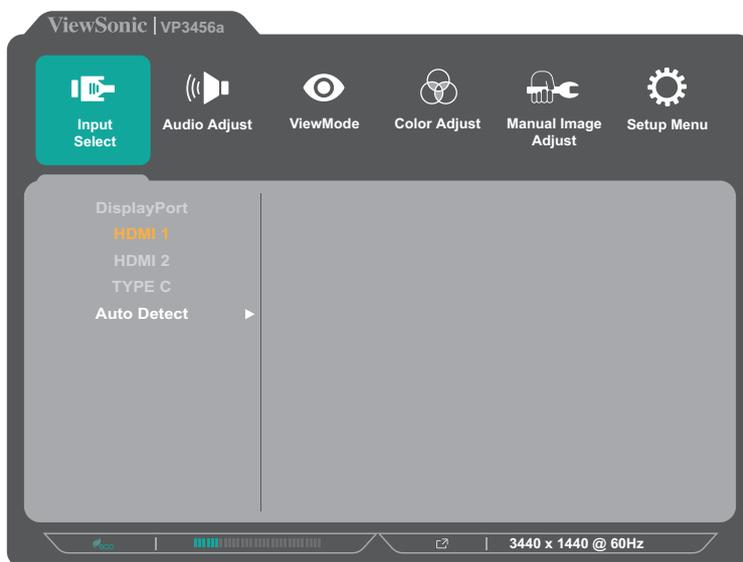 ViewSonic | VP3456a
Input
Select
Audio Adjust
ViewMode
Color Adjust
Manual Image
Adjust
Setup Menu
DisplayPort
HDMI 1
HDMI 2
TYPE C
Auto Detect
eco
3440 x 1440 @ 60Hz